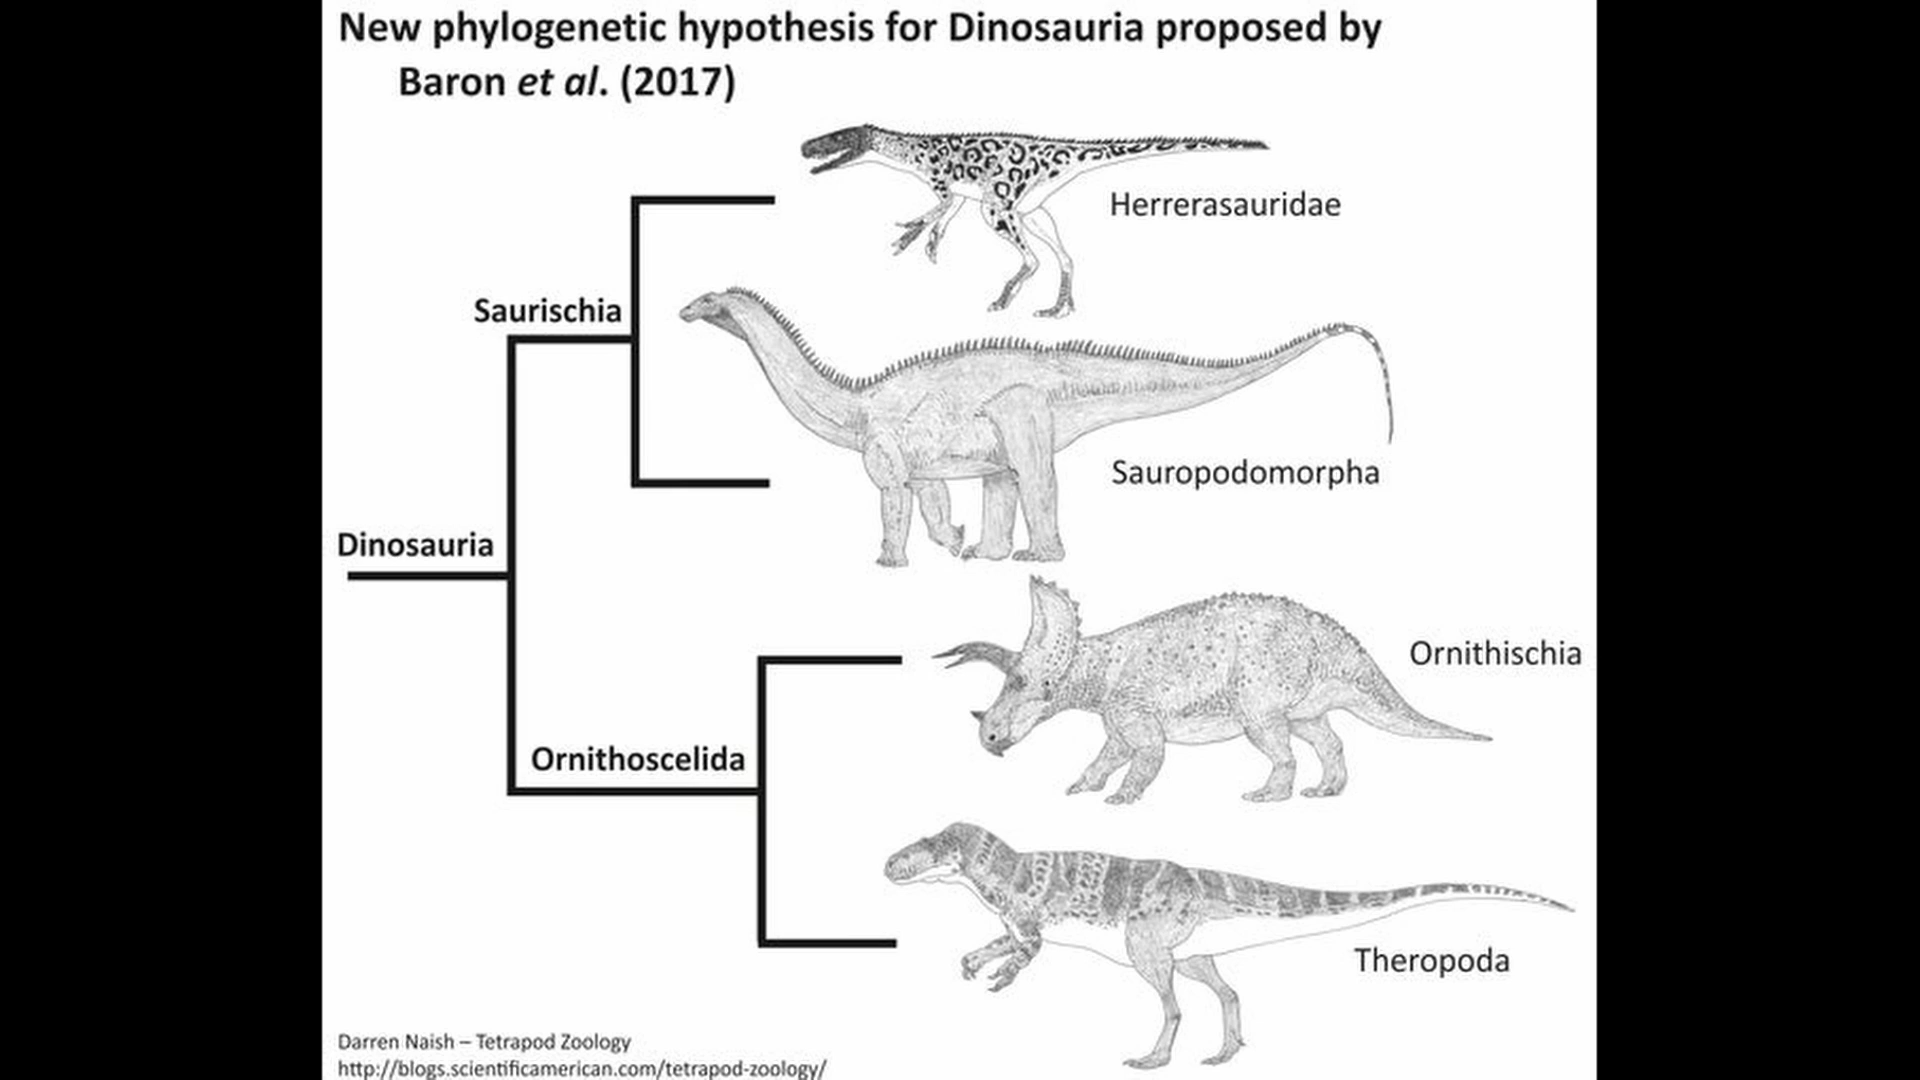 New phylogenetic hypothesis for Dinosauria proposed by
Baron et al. (2017)
Herrerasauridae
Saurischia
Sauropodomorpha
Dinosauria
Ornithischia
Ornithoscelida
Theropoda
Darren Naish – Tetrapod Zoology
http://blogs.scientificamerican.com/tetrapod-zoology/